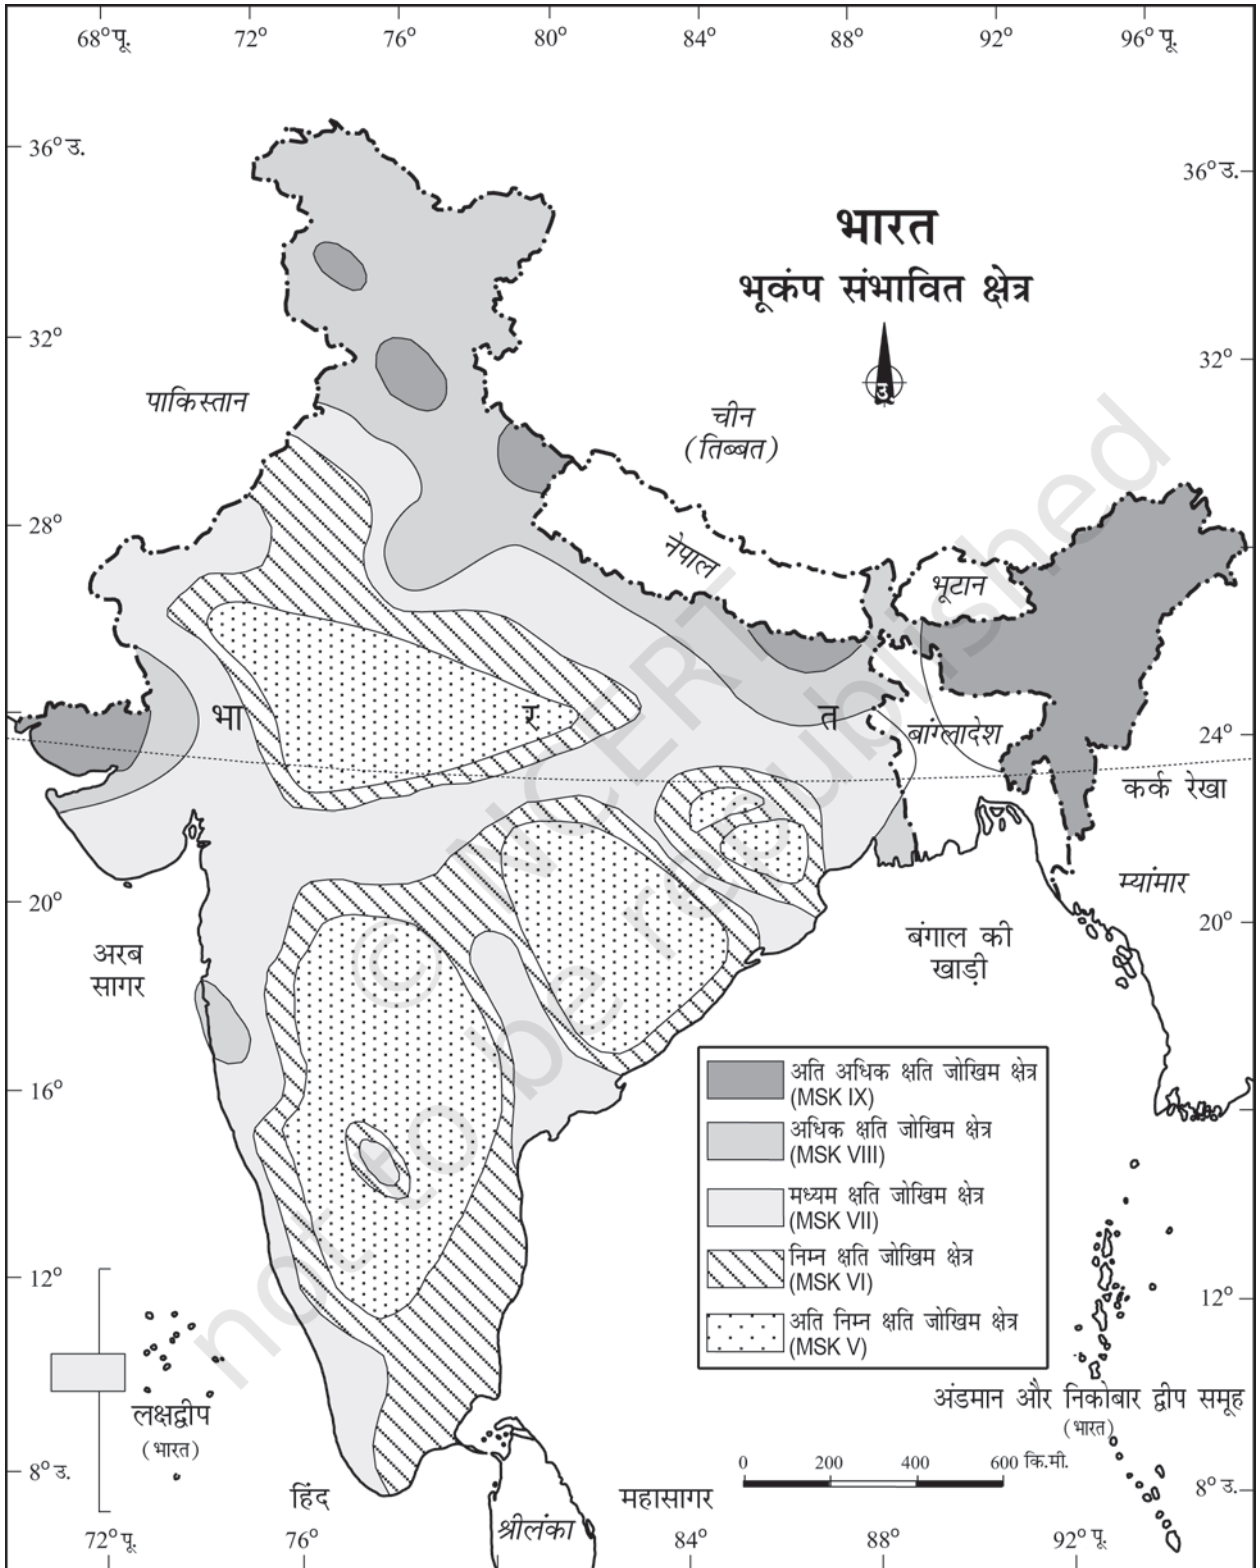 68° पू.
72°
76°
80°
84°
88°
92°
96° पू.
36° उ.
36° उ.
भारत
भूकंप संभावित क्षेत्र
उ
32°
32°
पाकिस्तान
चीन
(तिब्बत)
28°
नेपाल
भूटान
भा
र
त
बांग्लादेश
24°
कर्क रेखा
म्यांमार
20°
20°
अरब
सागर
बंगाल की
खाड़ी
© NCERT
not to be republished
16°
अति अधिक क्षति जोखिम क्षेत्र
(MSK IX)
अधिक क्षति जोखिम क्षेत्र
(MSK VIII)
मध्यम क्षति जोखिम क्षेत्र
(MSK VII)
निम्न क्षति जोखिम क्षेत्र
(MSK VI)
अति निम्न क्षति जोखिम क्षेत्र
(MSK V)
12°
12°
लक्षद्वीप
(भारत)
अंडमान और निकोबार द्वीप समूह
(भारत)
0 200 400 600 कि.मी.
8° उ.
8° उ.
हिंद
महासागर
श्रीलंका
72° पू.
76°
84°
88°
92° पू.